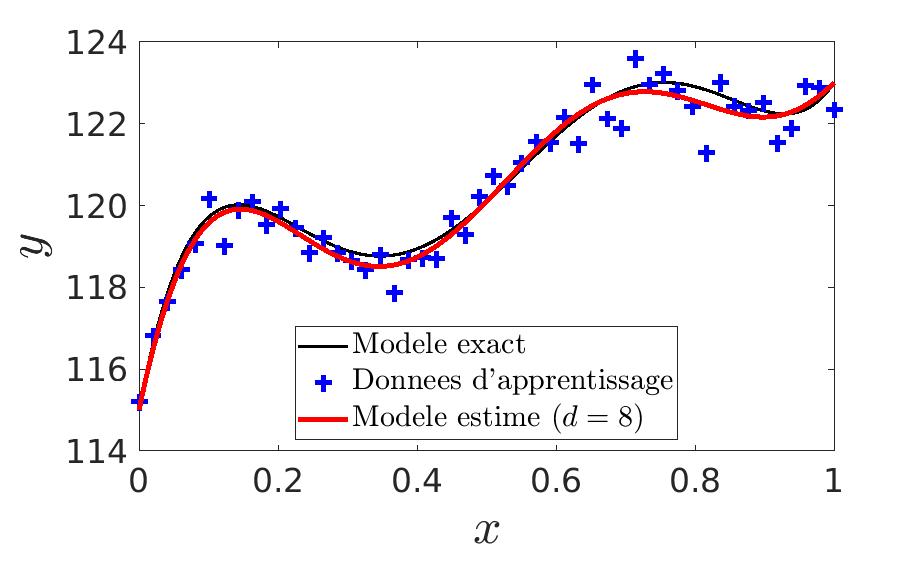 124
122
120
118
116
114
y
Modele exact
Donnees d'apprentissage
Modele estime (d = 8)
0 0.2 0.4 0.6 0.8 1
x